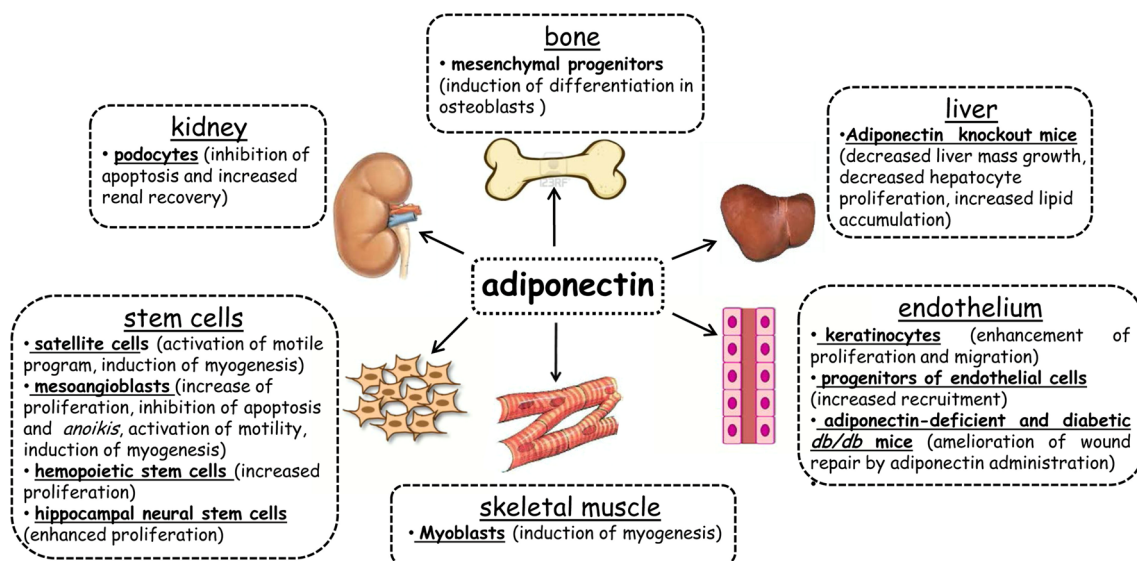 bone
• mesenchymal progenitors
(induction of differentiation in
osteoblasts )
kidney
• podocytes (inhibition of
apoptosis and increased
renal recovery)
liver
•Adiponectin knockout mice
(decreased liver mass growth,
decreased hepatocyte
proliferation, increased lipid
accumulation)
123RF
adiponectin
stem cells
• satellite cells (activation of motile
program, induction of myogenesis)
• mesoangioblasts (increase of
proliferation, inhibition of apoptosis
and anoikis, activation of motility,
induction of myogenesis)
• hemopoietic stem cells (increased
proliferation)
• hippocampal neural stem cells
(enhanced proliferation)
endothelium
• keratinocytes (enhancement of
proliferation and migration)
• progenitors of endothelial cells
(increased recruitment)
• adiponectin-deficient and diabetic
db/db mice (amelioration of wound
repair by adiponectin administration)
•
skeletal muscle
• Myoblasts (induction of myogenesis)